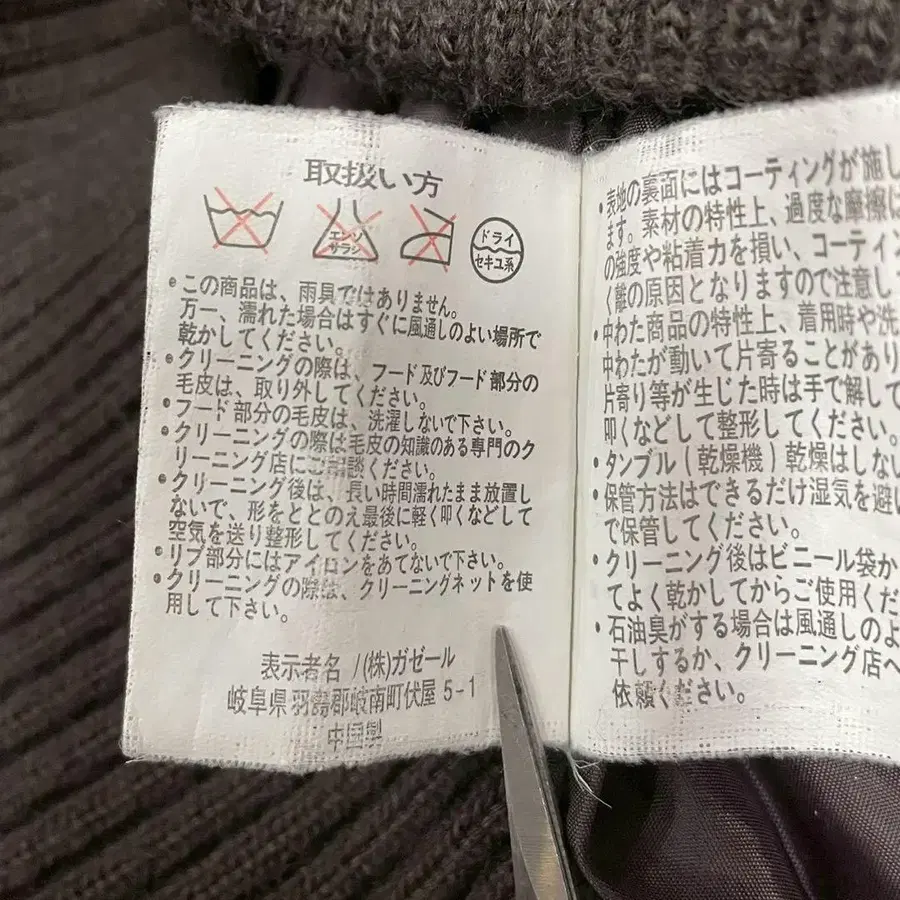 取扱い方
エンソ
サラシ
ドライ
セキユ系
・この商品は、雨具ではありません。
万一、濡れた場合はすぐに風通しのよい場所で
乾かしてください。
・クリーニングの際は、フード及びフード部分の
毛皮は、取り外してください。
・フード部分の毛皮は、洗濯しないで下さい。
・クリーニングの際は毛皮の知識のある専門のク
リーニング店にご相談ください。
・クリーニング後は、長い時間濡れたまま放置し
ないで、形をととのえ最後に軽く叩くなどして
空気を送り整形してください。
・リブ部分にはアイロンをあてないで下さい。
・クリーニングの際は、クリーニングネットを使
用して下さい。
表示者名 /(株)ガゼール
岐阜県羽島郡岐南町伏屋5-1
中国製
・表地の裏面にはコーティングが施し
ます。素材の特性上、過度な摩擦に
の強度や粘着力を損い、コーティン
く離の原因となりますので注意し
・中わた商品の特性上、着用時や洗
中わたが動いて片寄ることがあり
片寄り等が生じた時は手で解して
叩くなどして整形してください。
・タンブル(乾燥機)乾燥はしない
・保管方法はできるだけ湿気を避い
で保管してください。
・クリーニング後はビニール袋か
てよく乾かしてからご使用くだ
・石油臭がする場合は風通しのよ
干しするか、クリーニング店へ
依頼ください。